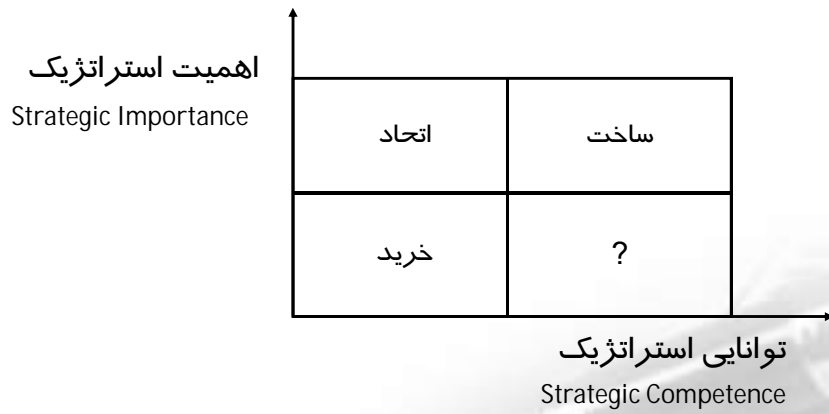 اهمیت استراتژیک
Strategic Importance
ساخت
اتحاد
?
خرید
توانایی استراتژیک
Strategic Competence